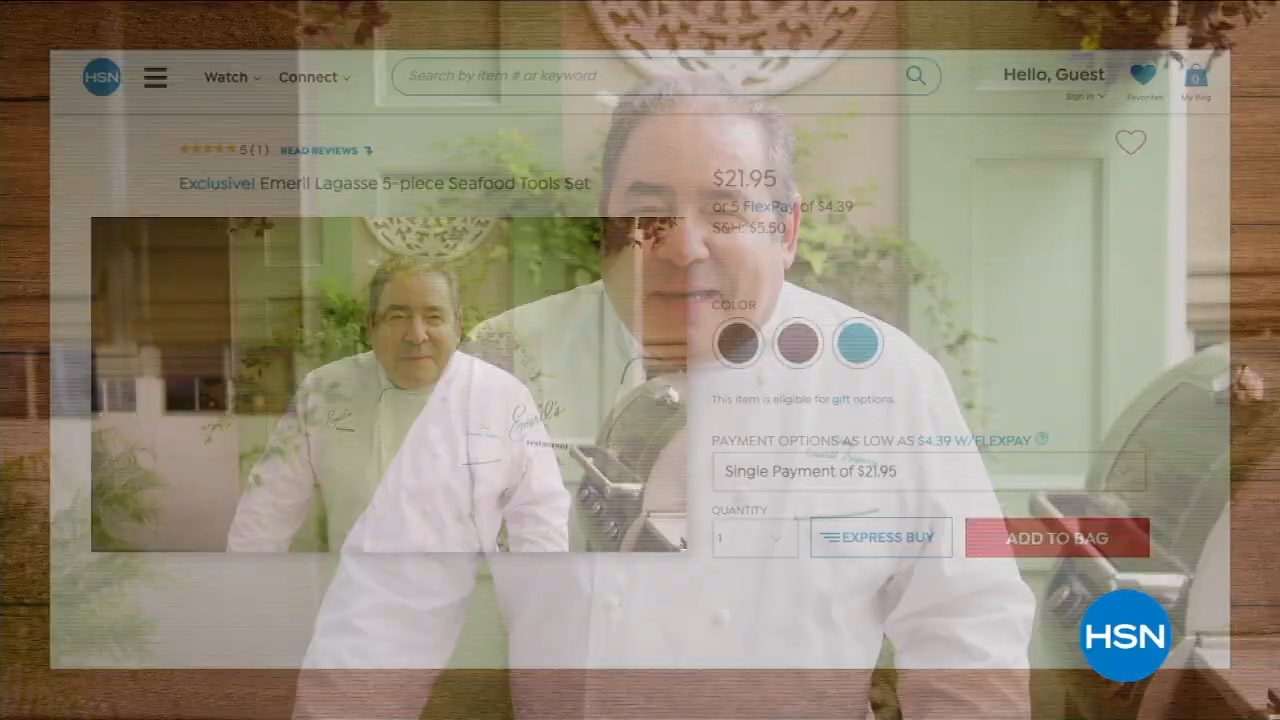 HSN
Watch Connect Search by item # or keyword Hello, Guest
Sign in Favorites 0 My Bag
5 (1) READ REVIEWS
Exclusive! Emeril Lagasse 5-piece Seafood Tools Set
$21.95
or 5 FlexPay of $4.39
S&H: $5.50
COLOR
This item is eligible for gift options.
Emeril's
restaurants
PAYMENT OPTIONS AS LOW AS $4.39 W/FLEXPAY ?
Single Payment of $21.95
QUANTITY
1 EXPRESS BUY ADD TO BAG
HSN